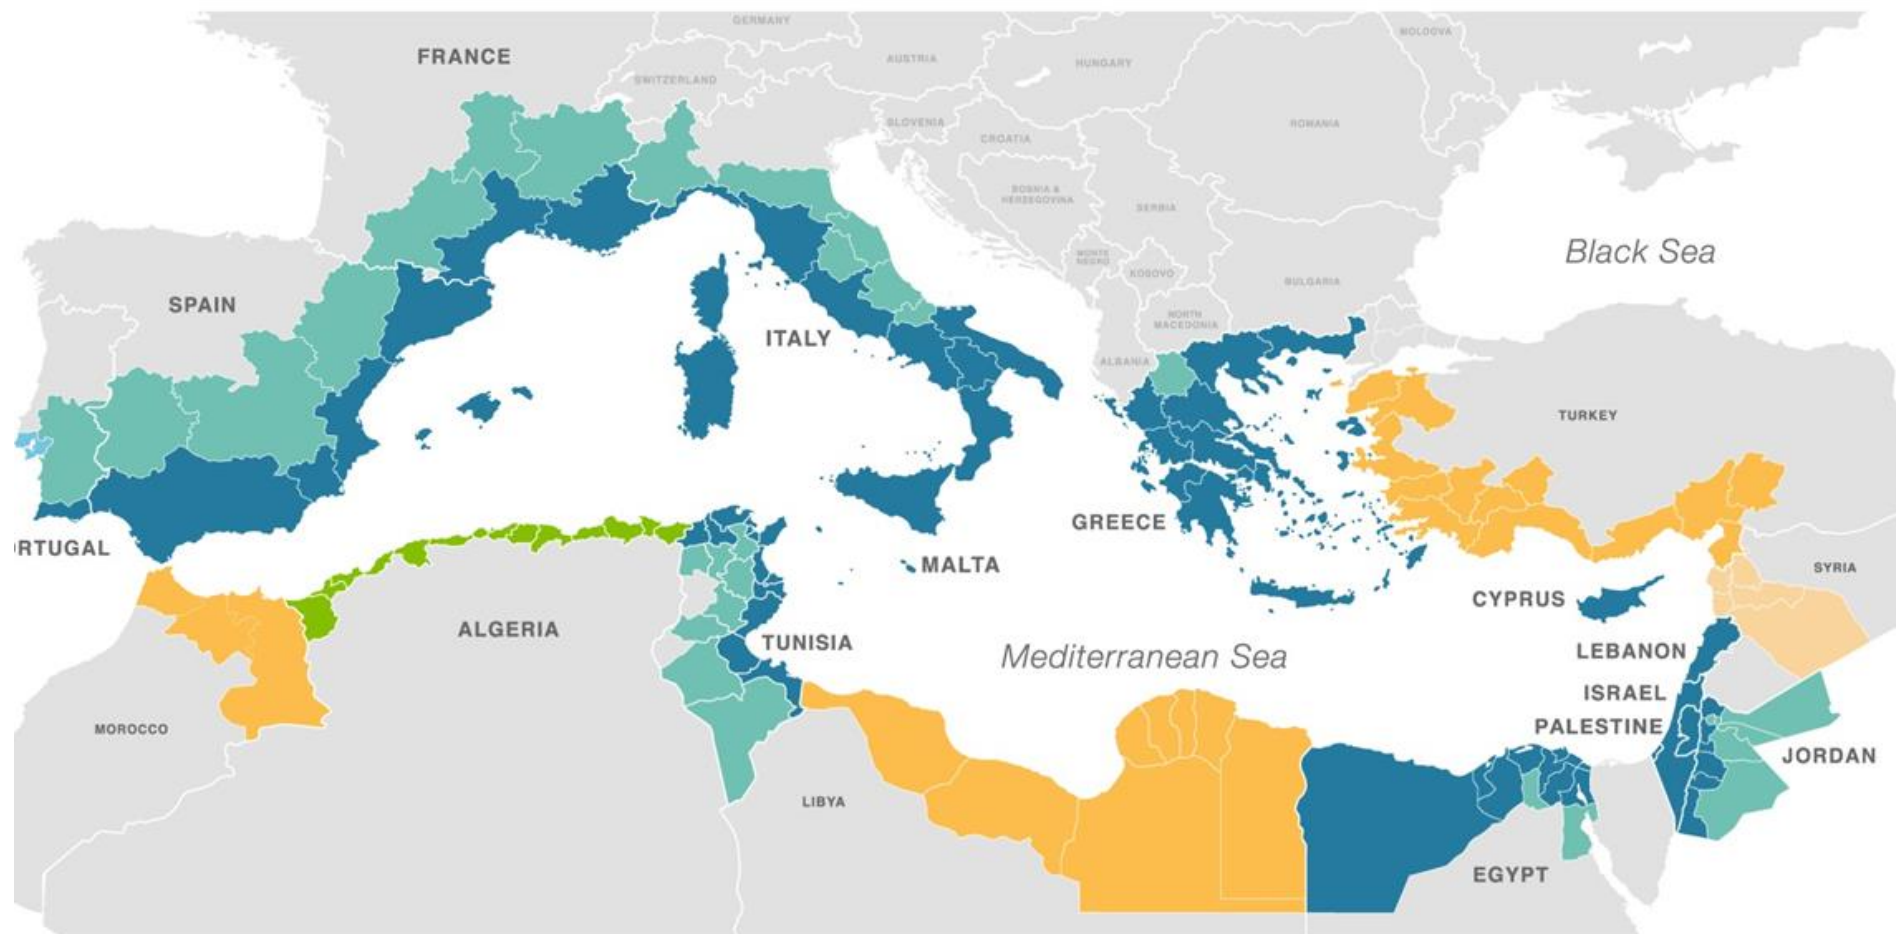 GERMANY
MOLDOVA
FRANCE
AUSTRIA
HUNGARY
SWITZERLAND
SLOVENIA
ROMANIA
CROATIA
BOSNIA &
HERZEGOVINA
SERBIA
Black Sea
MONTE
NEGRO
KOSOVO
BULGARIA
SPAIN
NORTH
MACEDONIA
ITALY
ALBANIA
TURKEY
GREECE
RTUGAL
MALTA
SYRIA
CYPRUS
ALGERIA
TUNISIA
Mediterranean Sea
LEBANON
ISRAEL
PALESTINE
MOROCCO
JORDAN
LIBYA
EGYPT